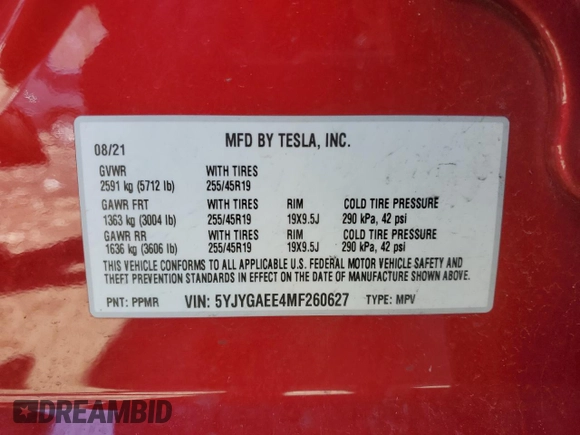 08/21 MFD BY TESLA, INC.
GVWR WITH TIRES
2591 kg (5712 lb) 255/45R19
GAWR FRT WITH TIRES RIM COLD TIRE PRESSURE
1363 kg (3004 lb) 255/45R19 19X9.5J 290 kPa, 42 psi
GAWR RR WITH TIRES RIM COLD TIRE PRESSURE
1636 kg (3606 lb) 255/45R19 19X9.5J 290 kPa, 42 psi
THIS VEHICLE CONFORMS TO ALL APPLICABLE U.S. FEDERAL MOTOR VEHICLE SAFETY AND
THEFT PREVENTION STANDARDS IN EFFECT ON THE DATE OF MANUFACTURE SHOWN ABOVE.
PNT: PPMR VIN: 5YJYGAEE4MF260627 TYPE: MPV
DREAMBID